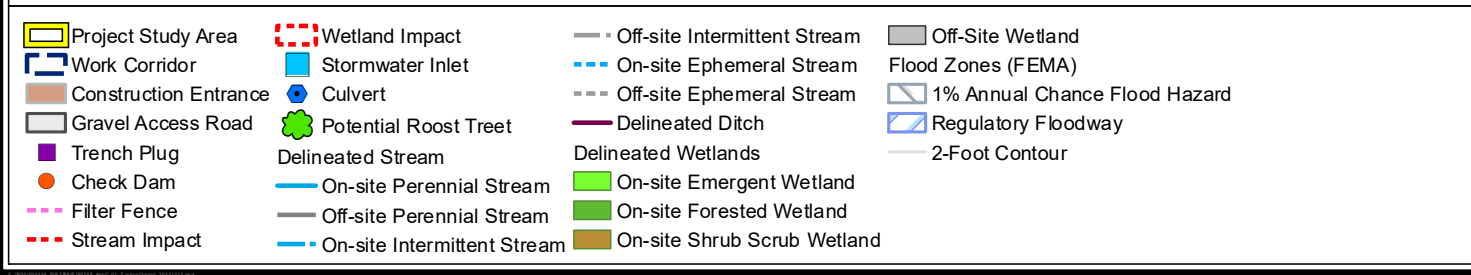 Project Study Area
Work Corridor
Construction Entrance
Gravel Access Road
Trench Plug
Check Dam
Filter Fence
Stream Impact
Wetland Impact
Stormwater Inlet
Culvert
Potential Roost Treet
Delineated Stream
On-site Perennial Stream
Off-site Perennial Stream
On-site Intermittent Stream
Off-site Intermittent Stream
On-site Ephemeral Stream
Off-site Ephemeral Stream
Delineated Ditch
Delineated Wetlands
On-site Emergent Wetland
On-site Forested Wetland
On-site Shrub Scrub Wetland
Off-Site Wetland
Flood Zones (FEMA)
1% Annual Chance Flood Hazard
Regulatory Floodway
2-Foot Contour